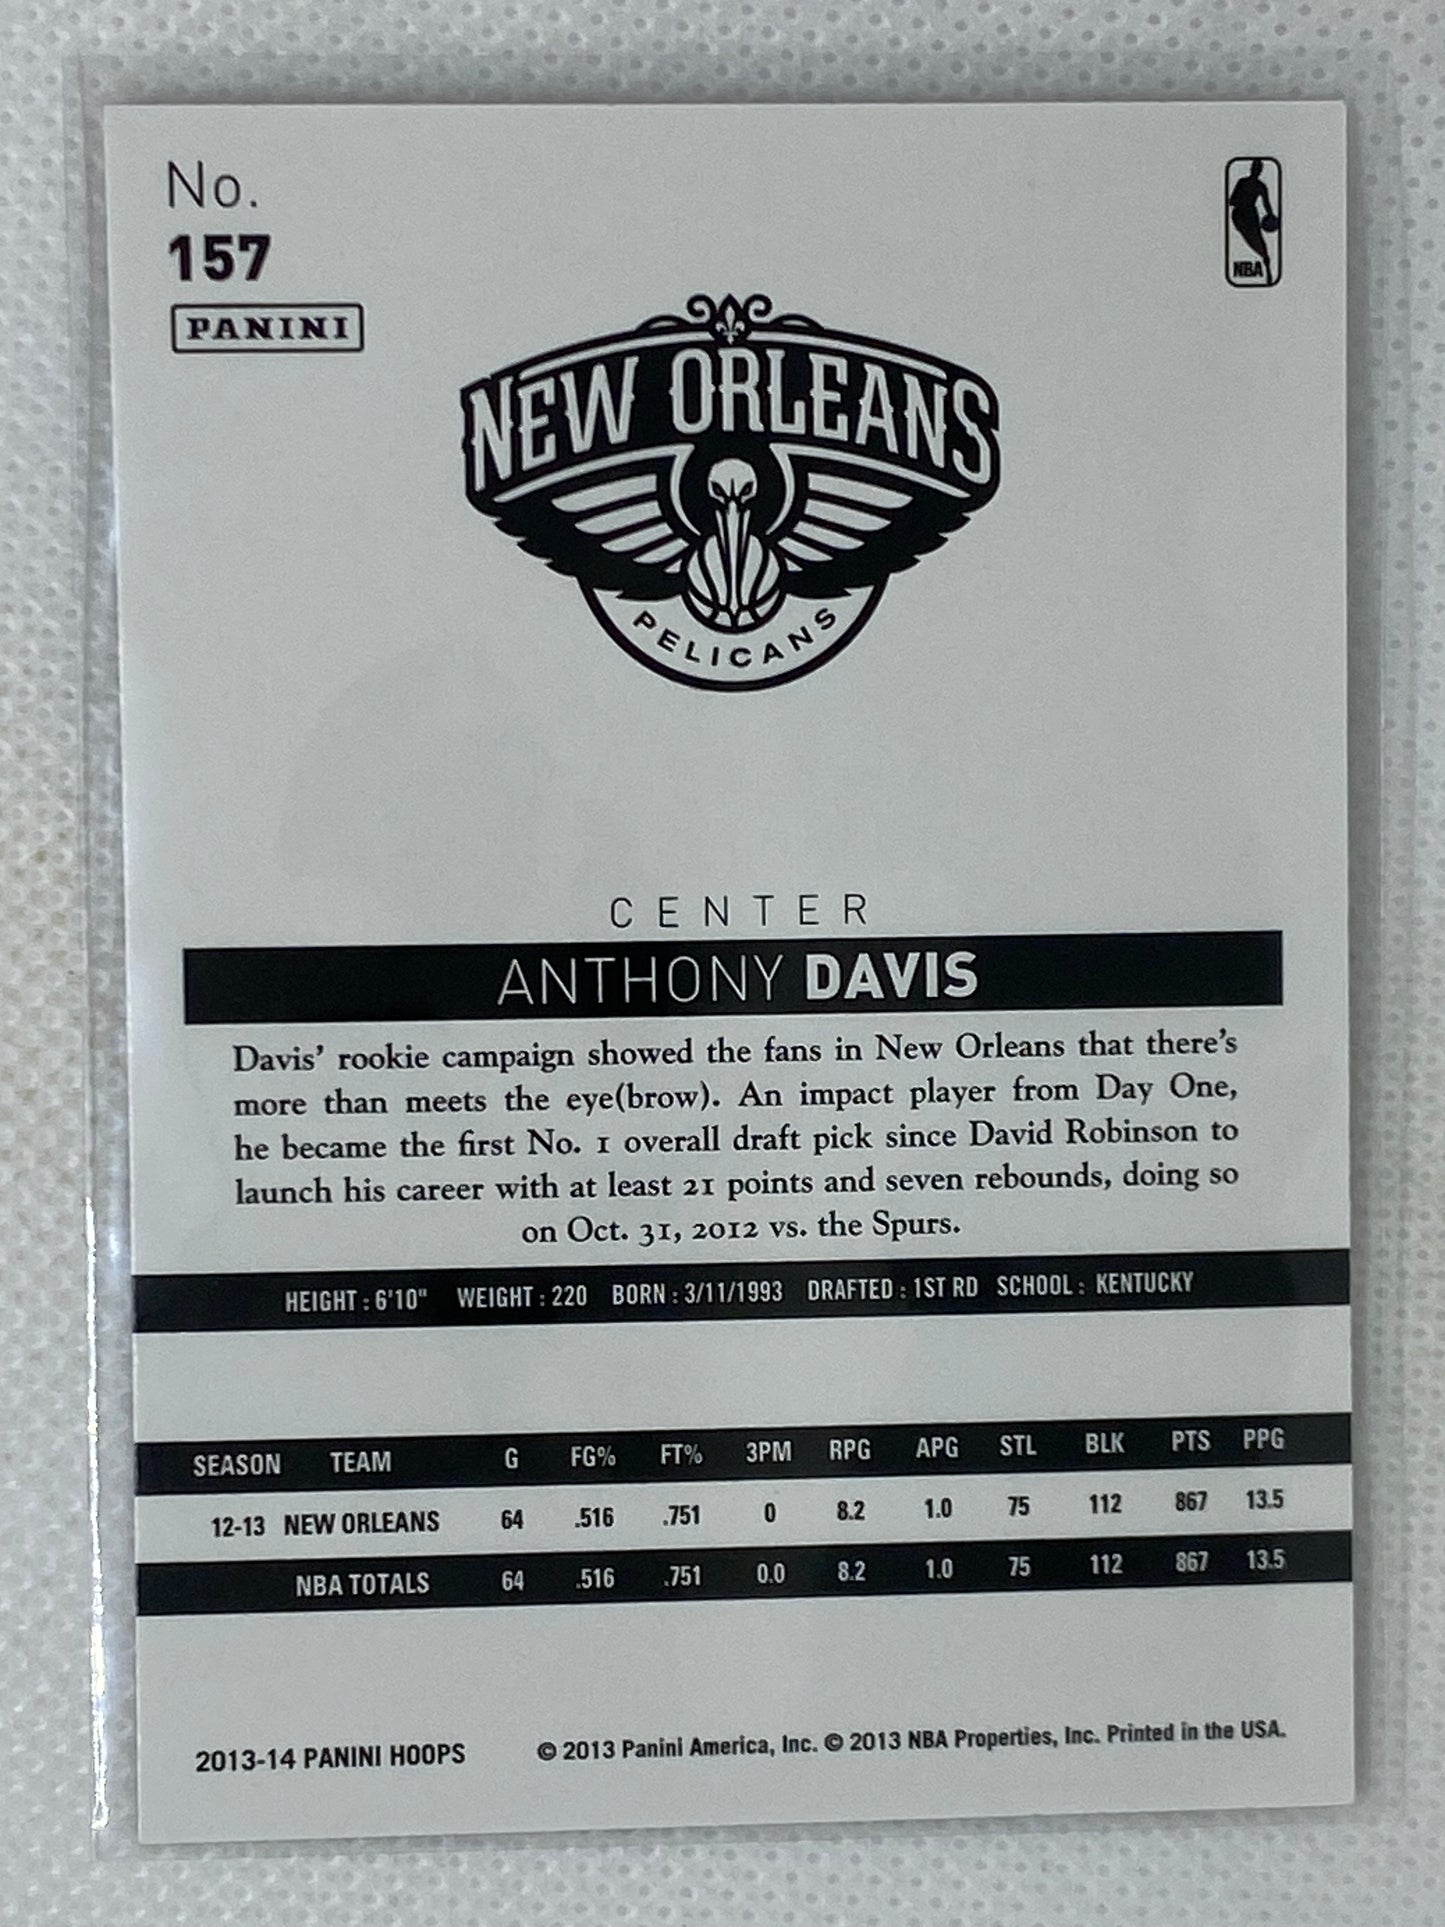 No.
157
PANINI
NBA
NEW ORLEANS
PELICANS
CENTER
ANTHONY DAVIS
Davis' rookie campaign showed the fans in New Orleans that there's
more than meets the eye(brow). An impact player from Day One,
he became the first No. 1 overall draft pick since David Robinson to
launch his career with at least 21 points and seven rebounds, doing so
on Oct. 31, 2012 vs. the Spurs.
HEIGHT : 6'10" WEIGHT : 220 BORN : 3/11/1993 DRAFTED : 1ST RD SCHOOL : KENTUCKY
SEASON TEAM G FG% FT% 3PM RPG APG STL BLK PTS PPG
12-13 NEW ORLEANS 64 .516 .751 0 8.2 1.0 75 112 867 13.5
NBA TOTALS 64 .516 .751 0.0 8.2 1.0 75 112 867 13.5
2013-14 PANINI HOOPS © 2013 Panini America, Inc. © 2013 NBA Properties, Inc. Printed in the USA.